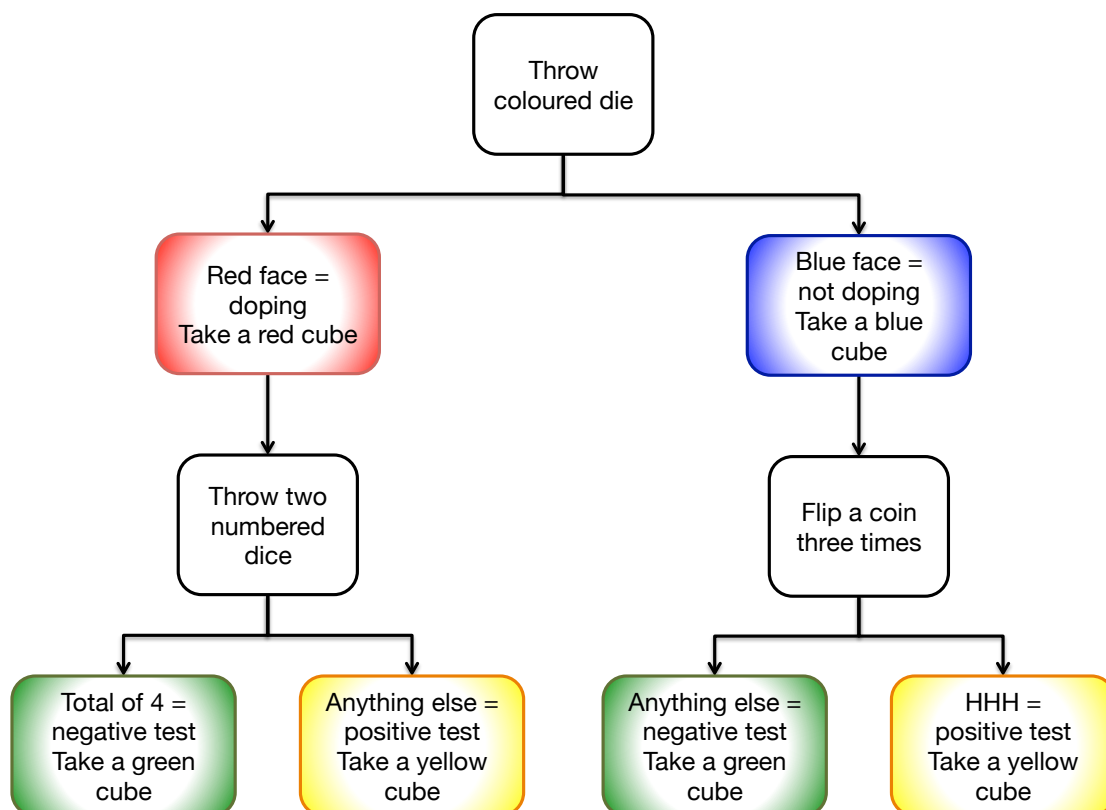 Throw
coloured die
Red face =
doping
Take a red cube
Blue face =
not doping
Take a blue
cube
Throw two
numbered
dice
Flip a coin
three times
Total of 4 =
negative test
Take a green
cube
Anything else =
positive test
Take a yellow
cube
Anything else =
negative test
Take a green
cube
HHH =
positive test
Take a yellow
cube